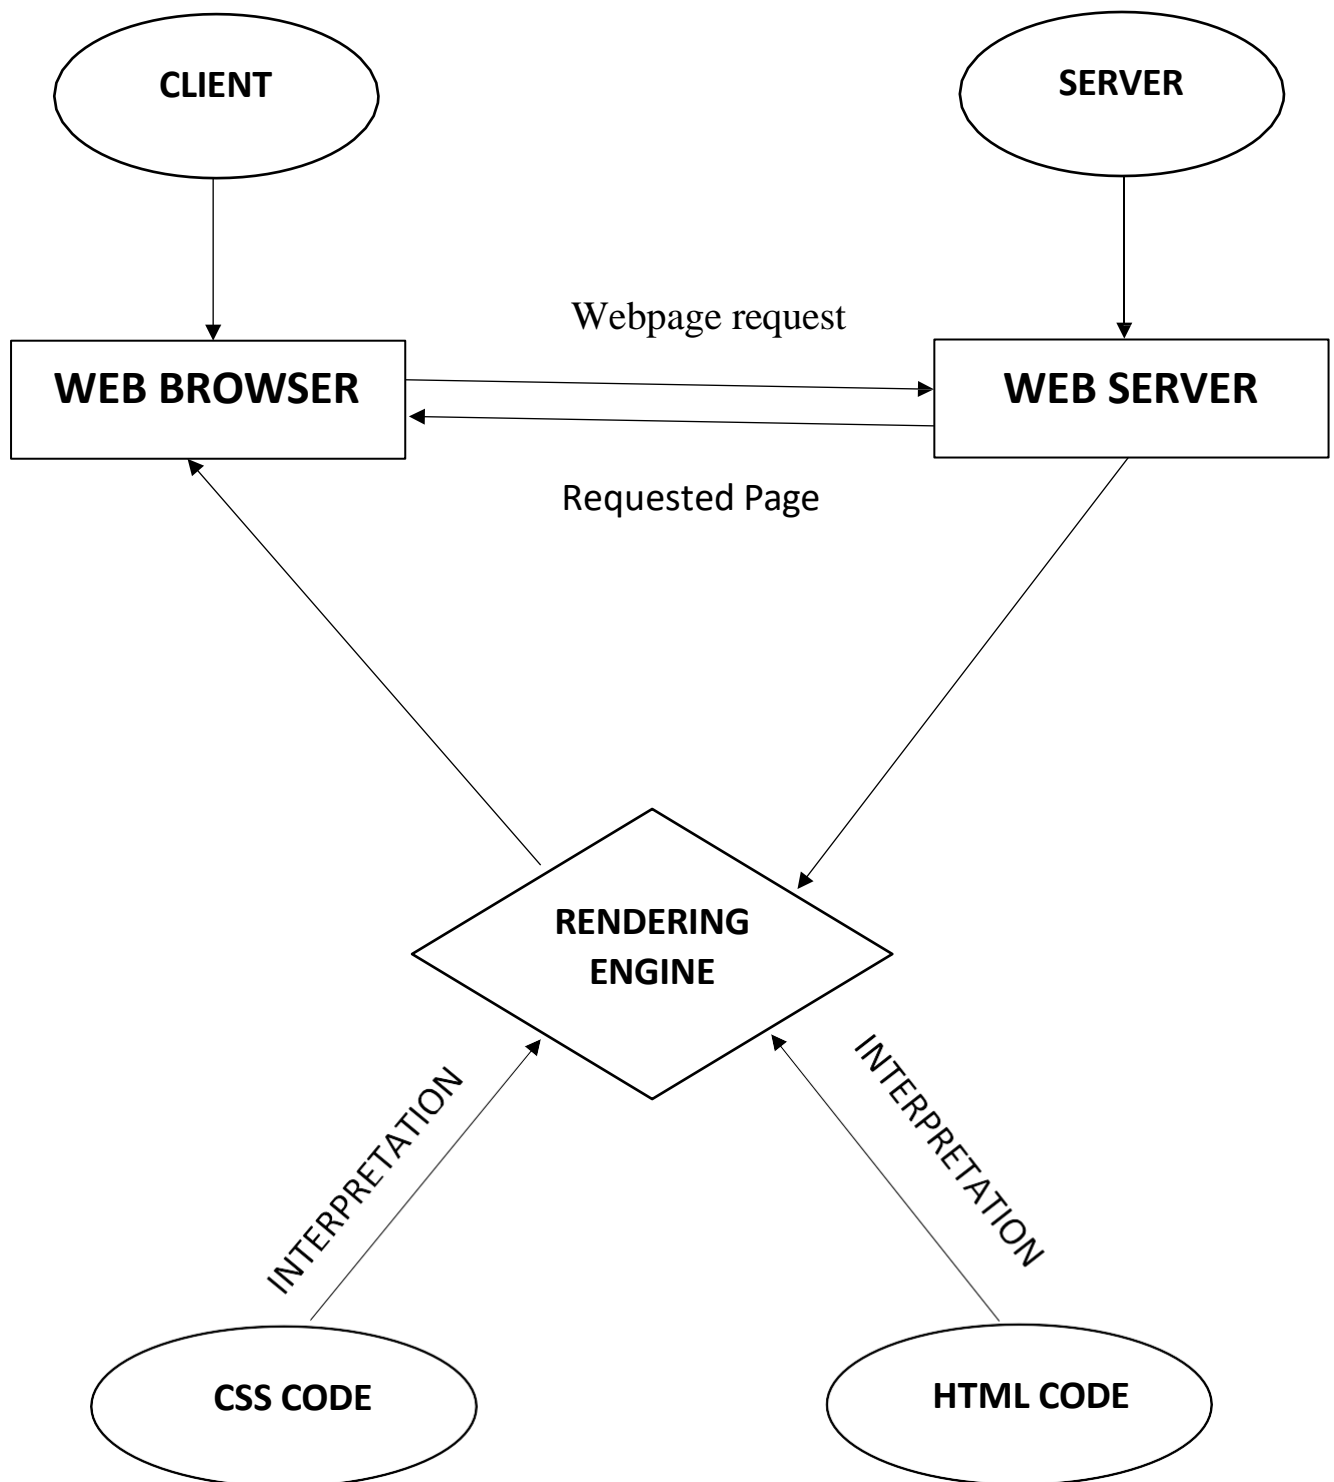 CLIENT
SERVER
Webpage request
WEB BROWSER
WEB SERVER
Requested Page
RENDERING
ENGINE
INTERPRETATION
INTERPRETATION
CSS CODE
HTML CODE